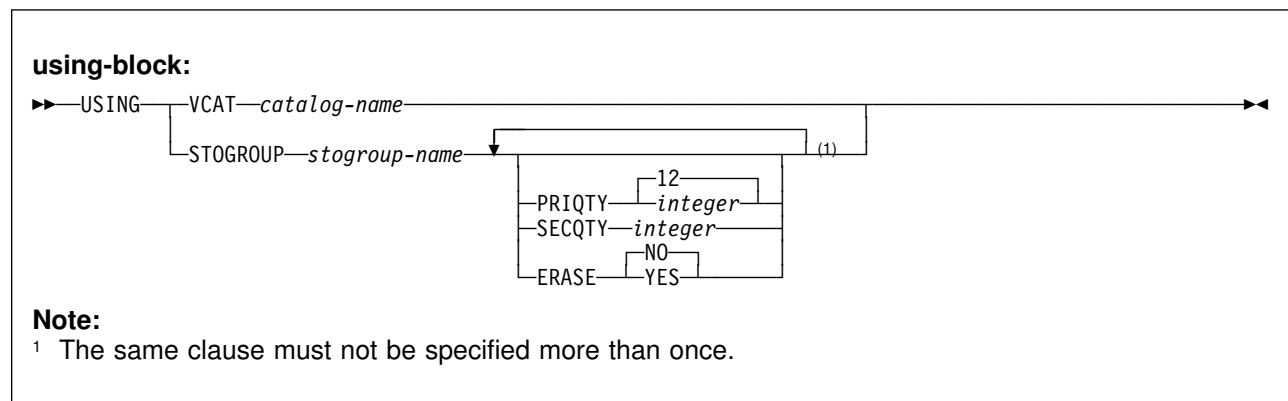 using-block:
USING VCAT catalog-name
STOGROUP stogroup-name (1)
12
PRIQTY integer
SECQTY integer
NO
ERASE YES
Note:
1 The same clause must not be specified more than once.